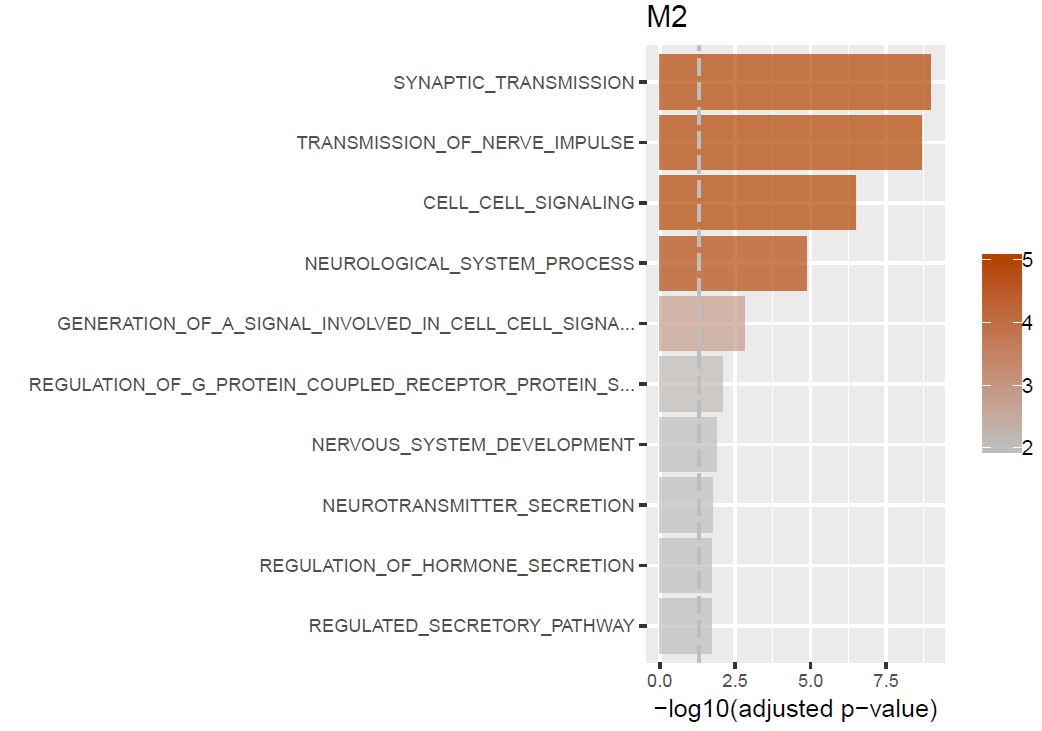 M2
SYNAPTIC_TRANSMISSION
TRANSMISSION_OF_NERVE_IMPULSE
CELL_CELL_SIGNALING
NEUROLOGICAL_SYSTEM_PROCESS
GENERATION_OF_A_SIGNAL_INVOLVED_IN_CELL_CELL_SIGNA...
REGULATION_OF_G_PROTEIN_COUPLED_RECEPTOR_PROTEIN_S...
NERVOUS_SYSTEM_DEVELOPMENT
NEUROTRANSMITTER_SECRETION
REGULATION_OF_HORMONE_SECRETION
REGULATED_SECRETORY_PATHWAY
0.0 2.5 5.0 7.5
−log10(adjusted p−value)
5
4
3
2